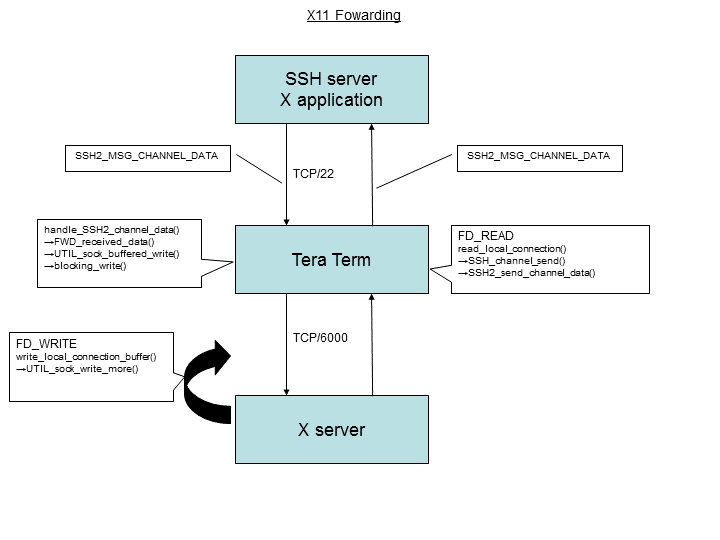 X11 Fowarding
SSH server
X application
SSH2_MSG_CHANNEL_DATA
SSH2_MSG_CHANNEL_DATA
TCP/22
handle_SSH2_channel_data()
→FWD_received_data()
→UTIL_sock_buffered_write()
→blocking_write()
Tera Term
FD_READ
read_local_connection()
→SSH_channel_send()
→SSH2_send_channel_data()
TCP/6000
FD_WRITE
write_local_connection_buffer()
→UTIL_sock_write_more()
X server